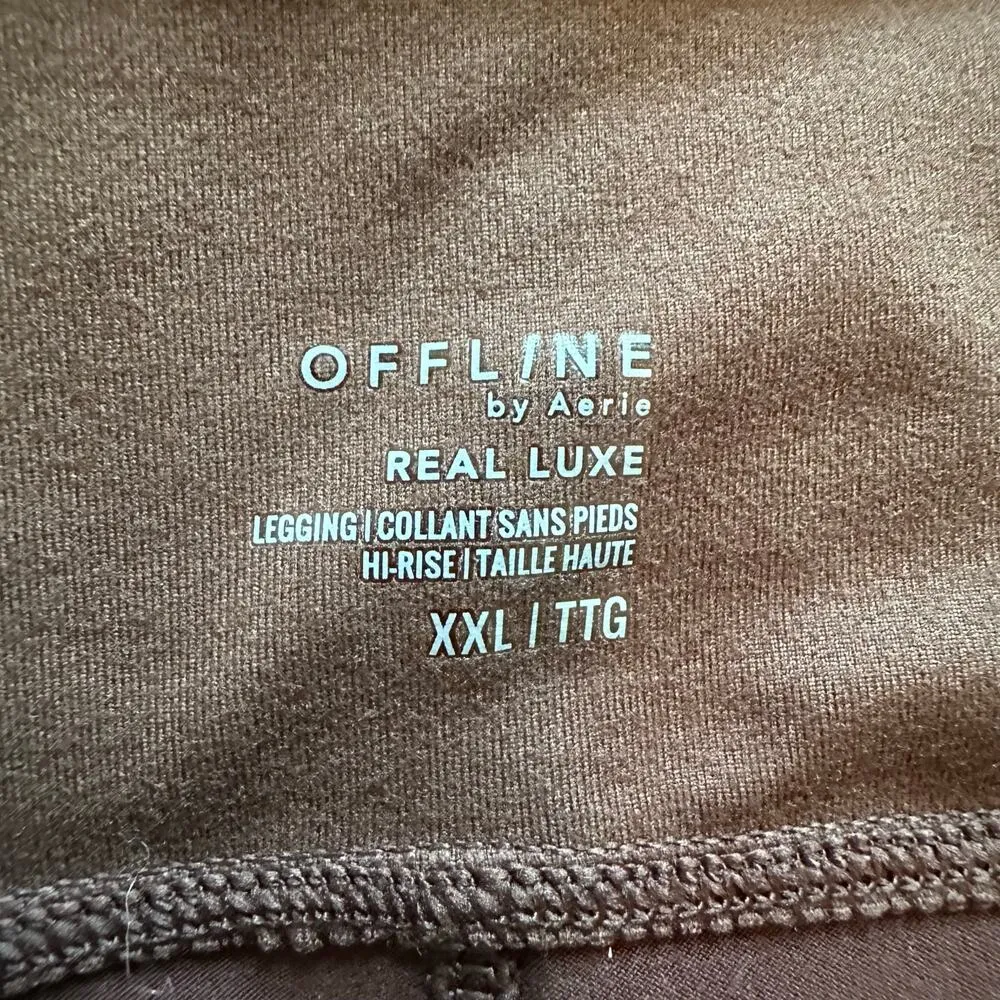 OFFLINE
by Aerie
REAL LUXE
LEGGING | COLLANT SANS PIEDS
HI-RISE | TAILLE HAUTE
XXL / TTG